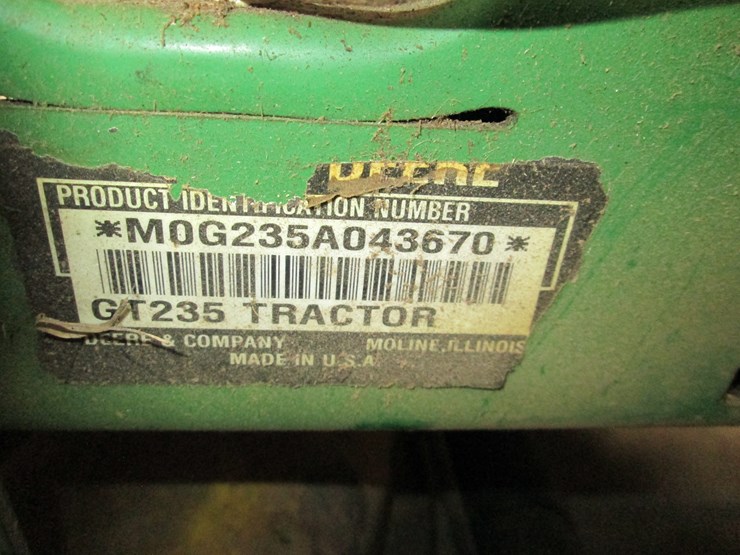 DEERE
PRODUCT IDENTIFICATION NUMBER
*M0G235A043670*
GT235 TRACTOR
DEERE & COMPANY MOLINE, ILLINOIS
MADE IN U.S.A